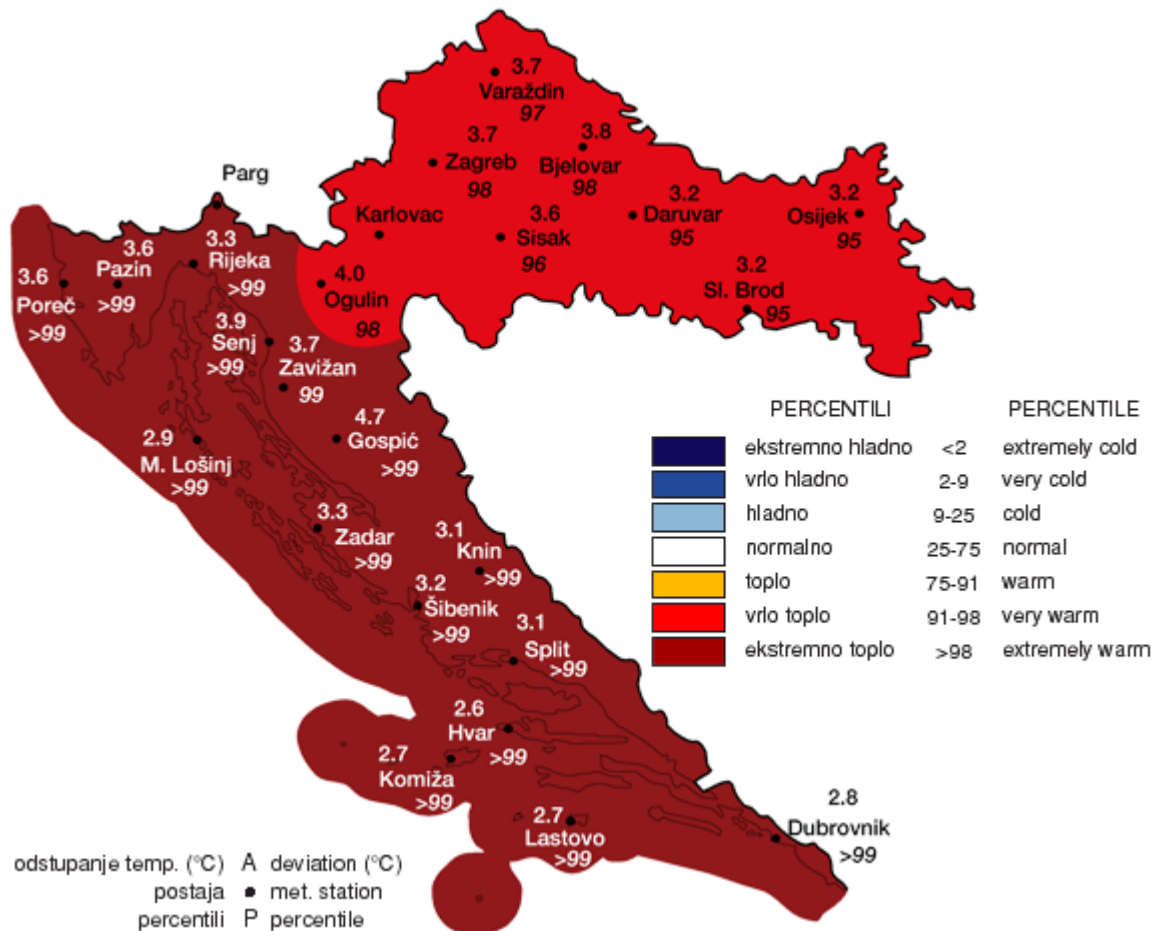 3.7
Varaždin
97
3.7
Zagreb
98
3.8
Bjelovar
98
3.2
Daruvar
95
3.2
Osijek
95
Parg
Karlovac
3.6
Sisak
96
3.2
Sl. Brod
95
4.0
Ogulin
98
3.6
Poreč
>99
3.6
Pazin
>99
3.3
Rijeka
>99
3.9
Senj
>99
3.7
Zavižan
99
4.7
Gospić
>99
2.9
M. Lošinj
>99
3.3
Zadar
>99
3.1
Knin
>99
3.2
Šibenik
>99
3.1
Split
>99
2.6
Hvar
>99
2.7
Komiža
>99
2.7
Lastovo
>99
2.8
Dubrovnik
>99
PERCENTILI PERCENTILE
ekstremno hladno <2 extremely cold
vrlo hladno 2-9 very cold
hladno 9-25 cold
normalno 25-75 normal
toplo 75-91 warm
vrlo toplo 91-98 very warm
ekstremno toplo >98 extremely warm
odstupanje temp. (°C) A deviation (°C)
postaja met. station
percentili P percentile